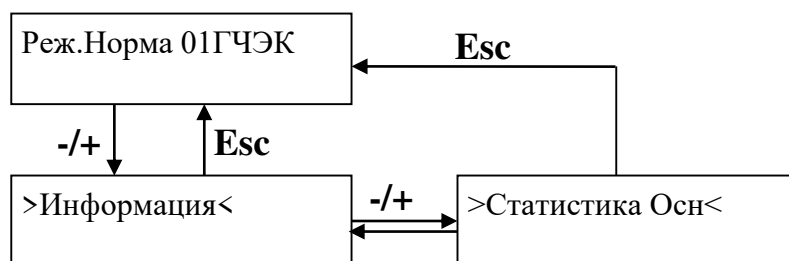 Реж.Норма 01ГЧЭК
Esc
-/+
Esc
>Информация<
-/+
>Статистика Осн<